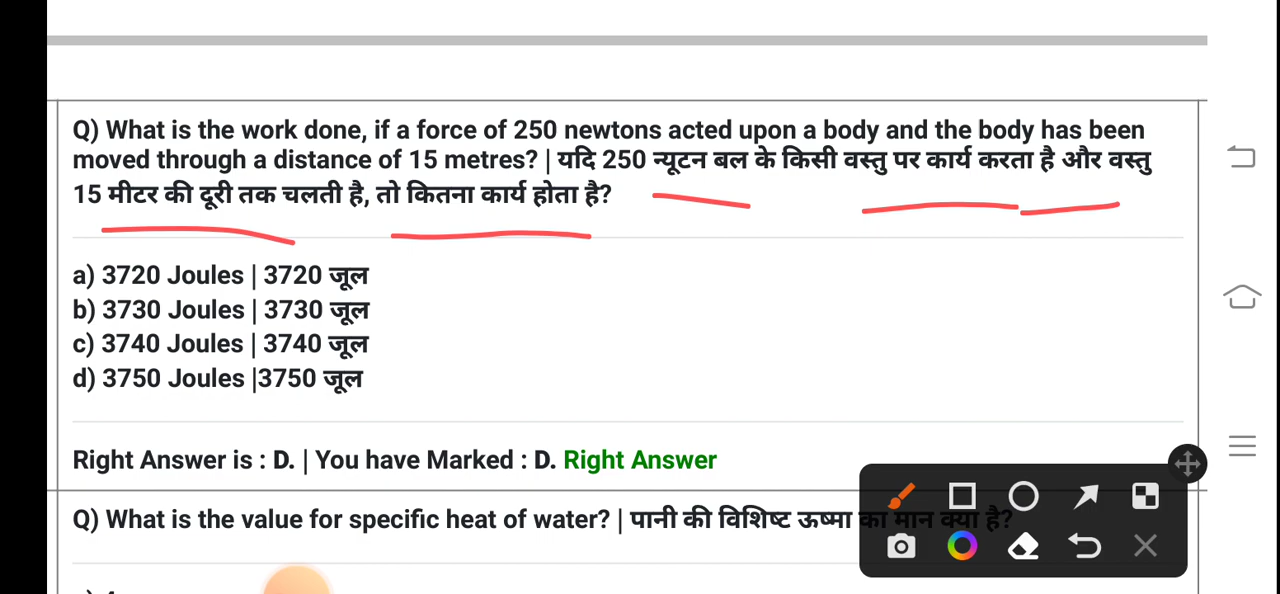 Q) What is the work done, if a force of 250 newtons acted upon a body and the body has been
moved through a distance of 15 metres? | यदि 250 न्यूटन बल के किसी वस्तु पर कार्य करता है और वस्तु
15 मीटर की दूरी तक चलती है, तो कितना कार्य होता है?
a) 3720 Joules | 3720 जूल
b) 3730 Joules | 3730 जूल
c) 3740 Joules | 3740 जूल
d) 3750 Joules |3750 जूल
Right Answer is : D. | You have Marked : D. Right Answer
Q) What is the value for specific heat of water? | पानी की विशिष्ट ऊष्मा का मान क्या है?